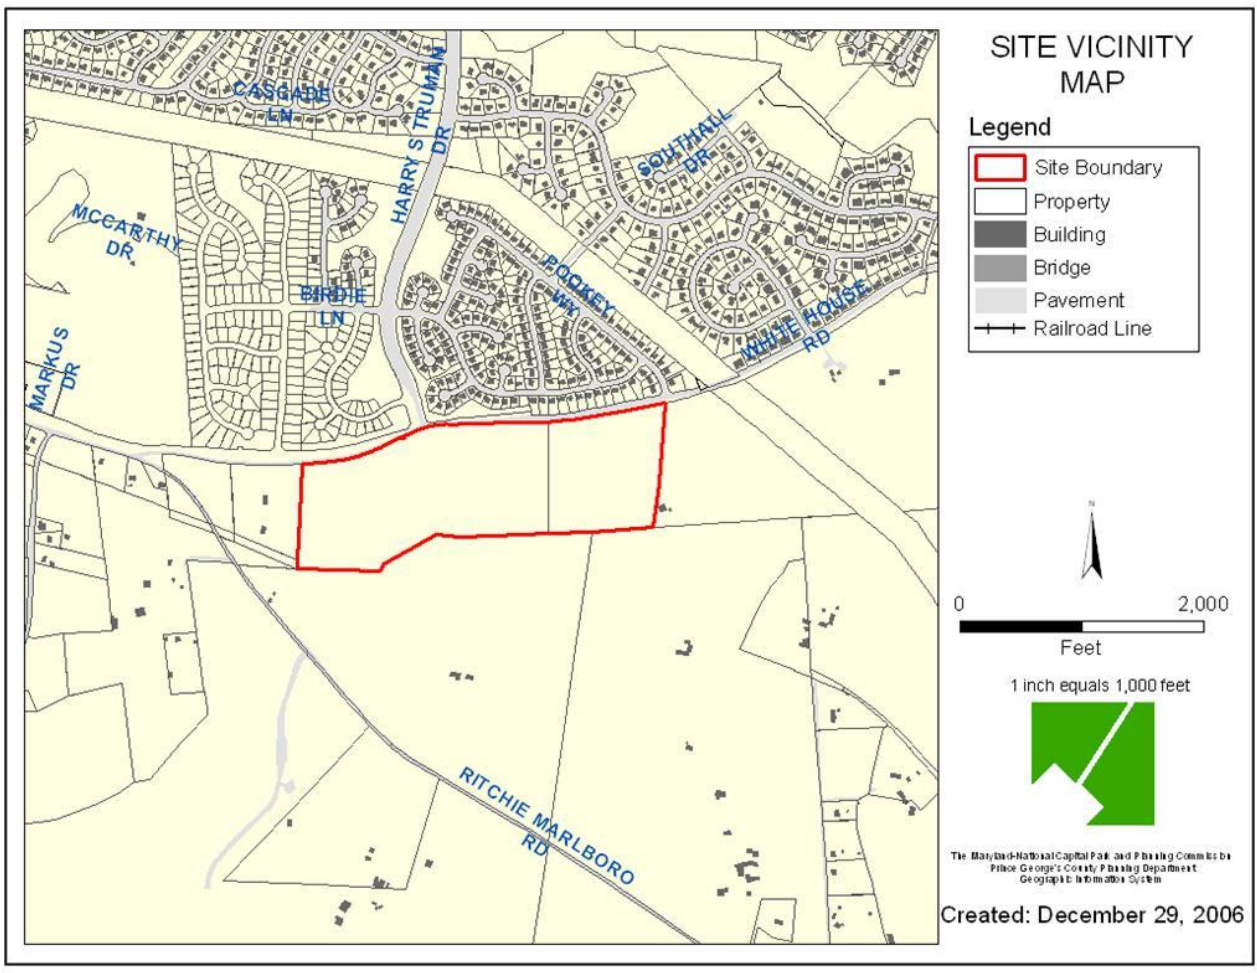 SITE VICINITY
MAP
Legend
Site Boundary
Property
Building
Bridge
Pavement
Railroad Line
CASCADE
LN
HARRY S TRUMAN
DR
SOUTHALL
DR
MCCARTHY
DR
BIRDIE
LN
POOKEY
WY
WHITE HOUSE
RD
MARKUS
DR
RITCHIE MARLBORO
RD
N
0 2,000
Feet
1 inch equals 1,000 feet
The Maryland-National Capital Park and Planning Commission
Prince George's County Planning Department
Geographic Information System
Created: December 29, 2006